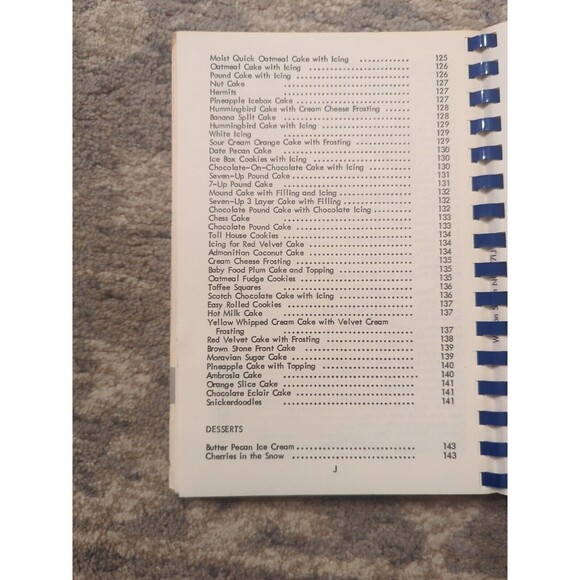 Moist Quick Oatmeal Cake with Icing ................ 125
Oatmeal Cake with Icing ................ 126
Pound Cake with Icing ................ 126
Nut Cake ................ 127
Hermits ................ 127
Pineapple Icebox Cake ................ 127
Hummingbird Cake with Cream Cheese Frosting ................ 128
Banana Split Cake ................ 128
Hummingbird Cake with Icing ................ 129
White Icing ................ 129
Sour Cream Orange Cake with Frosting ................ 129
Date Pecan Cake ................ 130
Ice Box Cookies with Icing ................ 130
Chocolate-On-Chocolate Cake with Icing ................ 130
Seven-Up Pound Cake ................ 131
7-Up Pound Cake ................ 131
Mound Cake with Filling and Icing ................ 132
Seven-Up 3 Layer Cake with Filling ................ 132
Chocolate Pound Cake with Chocolate Icing ................ 132
Chess Cake ................ 133
Chocolate Pound Cake ................ 133
Toll House Cookies ................ 134
Icing for Red Velvet Cake ................ 134
Admonition Coconut Cake ................ 134
Cream Cheese Frosting ................ 135
Baby Food Plum Cake and Topping ................ 135
Oatmeal Fudge Cookies ................ 135
Toffee Squares ................ 136
Scotch Chocolate Cake with Icing ................ 136
Easy Rolled Cookies ................ 137
Hot Milk Cake ................ 137
Yellow Whipped Cream Cake with Velvet Cream
Frosting ................ 137
Red Velvet Cake with Frosting ................ 138
Brown Stone Front Cake ................ 139
Moravian Sugar Cake ................ 139
Pineapple Cake with Topping ................ 140
Ambrosia Cake ................ 140
Orange Slice Cake ................ 141
Chocolate Eclair Cake ................ 141
Snickerdoodles ................ 141
DESSERTS
Butter Pecan Ice Cream ................ 143
Cherries in the Snow ................ 143
J